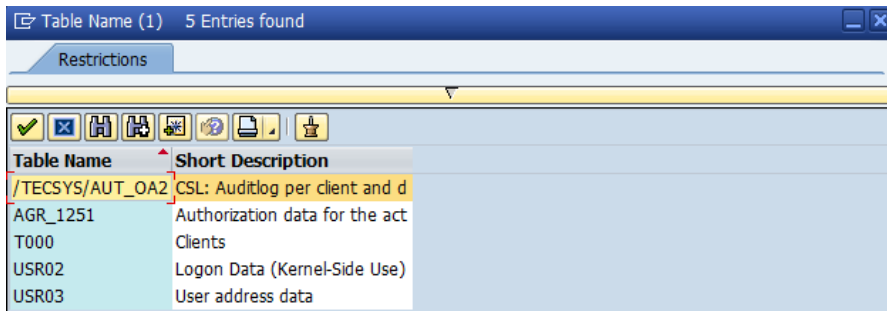 Table Name (1) 5 Entries found
Restrictions
Table Name Short Description
/TECSYS/AUT_OA2 CSL: Auditlog per client and d
AGR_1251 Authorization data for the act
T000 Clients
USR02 Logon Data (Kernel-Side Use)
USR03 User address data